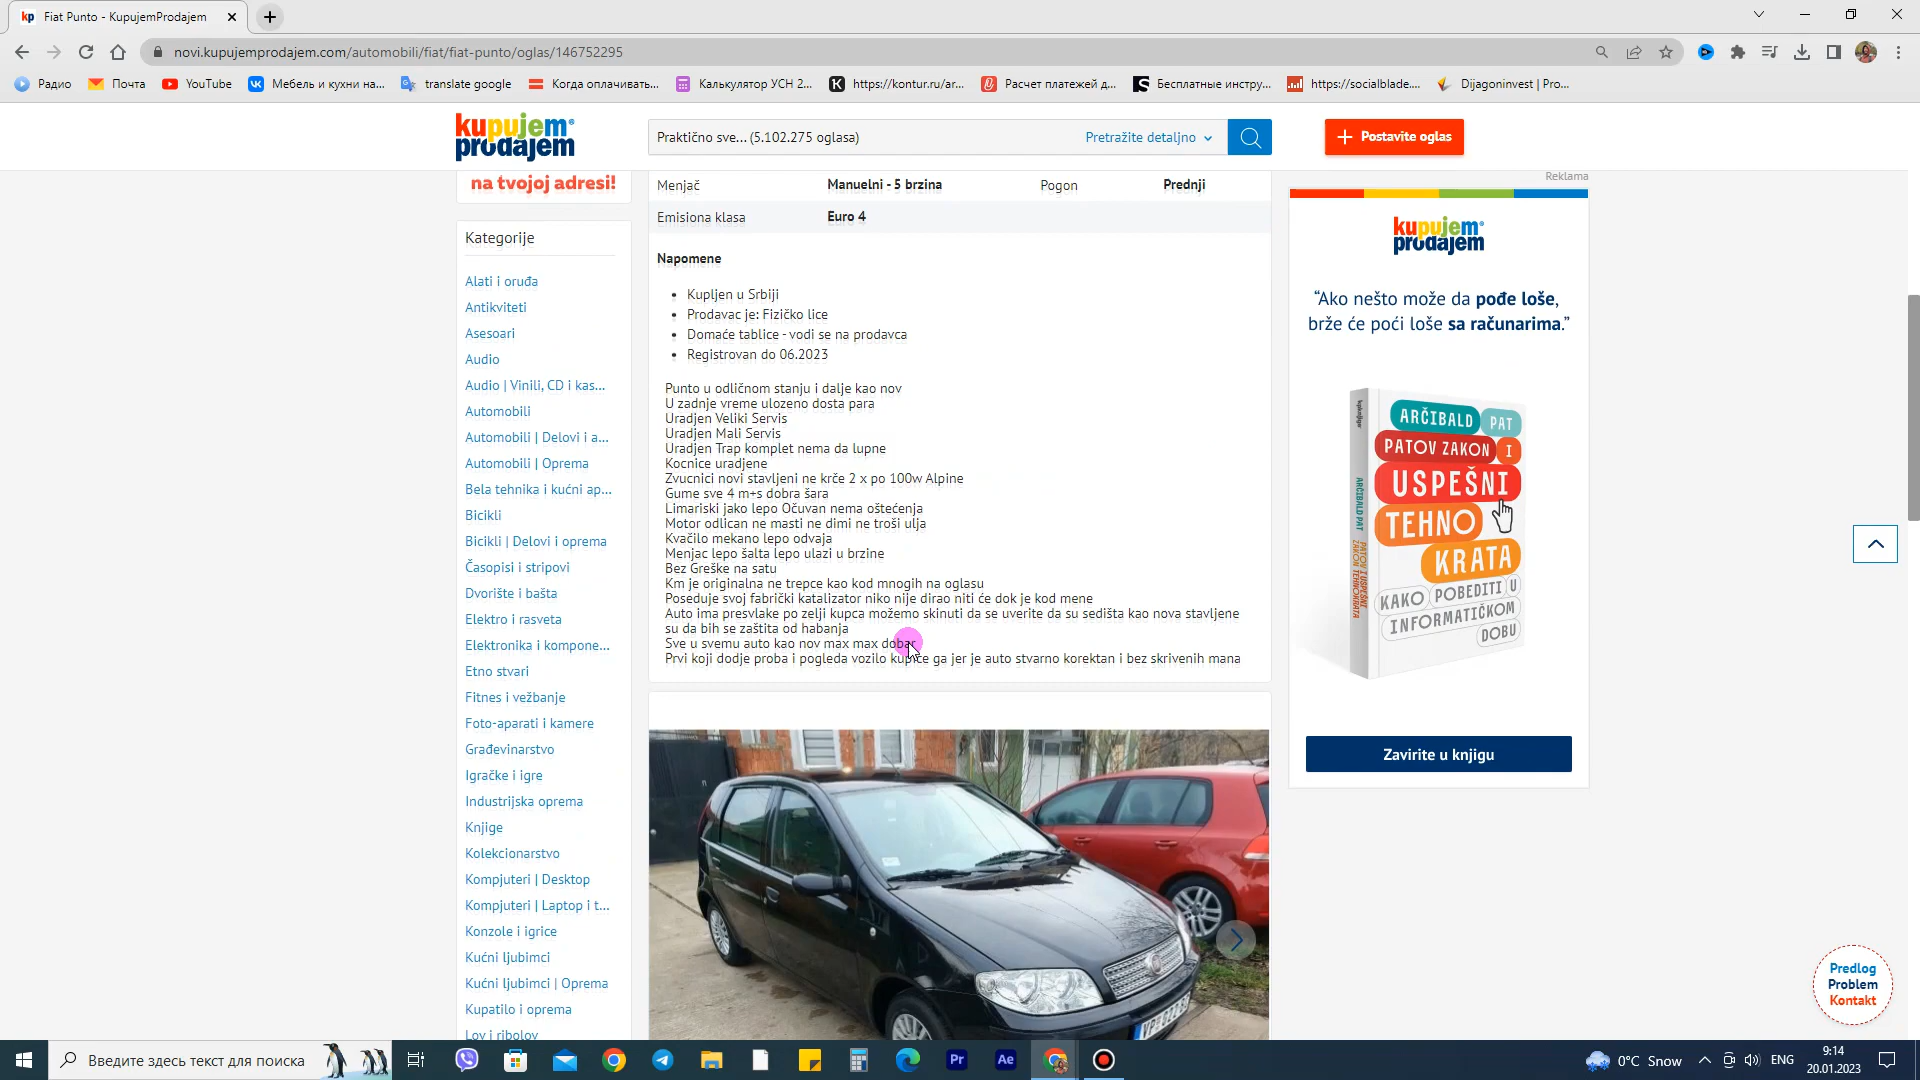 Fiat Punto - KupujemProdajem
novi.kupujemprodajem.com/automobili/fiat/fiat-punto/oglas/146752295
Радио
Почта
YouTube
Мебель и кухни на...
translate google
Когда оплачивать...
Калькулятор УСН 2...
https://kontur.ru/ar...
Расчет платежей д...
Бесплатные инстру...
https://socialblade....
Dijagoninvest | Pro...
kupujem
prodajem
Praktično sve... (5.102.275 oglasa)
Pretražite detaljno
Postavite oglas
na tvojoj adresi!
Kategorije
Alati i oruđa
Antikviteti
Asesoari
Audio
Audio | Vinili, CD i kas...
Automobili
Automobili | Delovi i a...
Automobili | Oprema
Bela tehnika i kućni ap...
Bicikli
Bicikli | Delovi i oprema
Časopisi i stripovi
Dvorište i bašta
Elektro i rasveta
Elektronika i kompone...
Etno stvari
Fitnes i vežbanje
Foto-aparati i kamere
Građevinarstvo
Igračke i igre
Industrijska oprema
Knjige
Kolekcionarstvo
Kompjuteri | Desktop
Kompjuteri | Laptop i t...
Konzole i igrice
Kućni ljubimci
Kućni ljubimci | Oprema
Kupatilo i oprema
Lov i ribolov
Menjač Manuelni - 5 brzina Pogon Prednji
Emisiona klasa Euro 4
Napomene
• Kupljen u Srbiji
• Prodavac je: Fizičko lice
• Domaće tablice - vodi se na prodavca
• Registrovan do 06.2023
Punto u odličnom stanju i dalje kao nov
U zadnje vreme ulozeno dosta para
Uradjen Veliki Servis
Uradjen Mali Servis
Uradjen Trap komplet nema da lupne
Kocnice uradjene
Zvucnici novi stavljeni ne krče 2 x po 100w Alpine
Gume sve 4 m+s dobra šara
Limariski jako lepo Očuvan nema oštećenja
Motor odlican ne masti ne dimi ne troši ulja
Kvačilo mekano lepo odvaja
Menjac lepo šalta lepo ulazi u brzine
Bez Greške na satu
Km je originalna ne trepce kao kod mnogih na oglasu
Poseduje svoj fabrički katalizator niko nije dirao niti će dok je kod mene
Auto ima presvlake po zelji kupca možemo skinuti da se uverite da su sedišta kao nova stavljene
su da bih se zaštita od habanja
Sve u svemu auto kao nov max max dobar
Prvi koji dodje proba i pogleda vozilo kupiće ga jer je auto stvarno korektan i bez skrivenih mana
Reklama
kupujem
prodajem
“Ako nešto može da pođe loše,
brže će poći loše sa računarima.”
ARČIBALD PAT
PATOV ZAKON I
USPEŠNI
TEHNO
KRATA
KAKO POBEDITI U
INFORMATIČKOM
DOBU
ARČIBALD PAT
PATOV ZAKON I USPEŠNI
TEHNOKRATA
Zavirite u knjigu
Predlog
Problem
Kontakt
Введите здесь текст для поиска
Pr
Ae
0°C Snow
ENG
9:14
20.01.2023